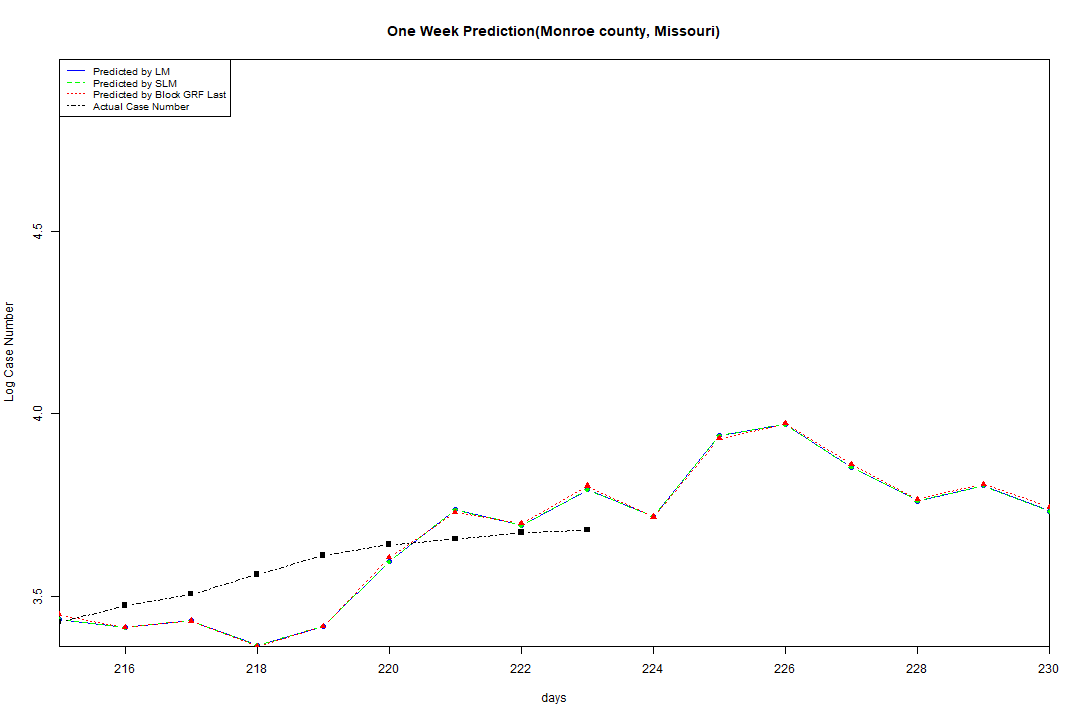 One Week Prediction(Monroe county, Missouri)
Predicted by LM
Predicted by SLM
Predicted by Block GRF Last
Actual Case Number
4.5
4.0
3.5
Log Case Number
216 218 220 222 224 226 228 230
days